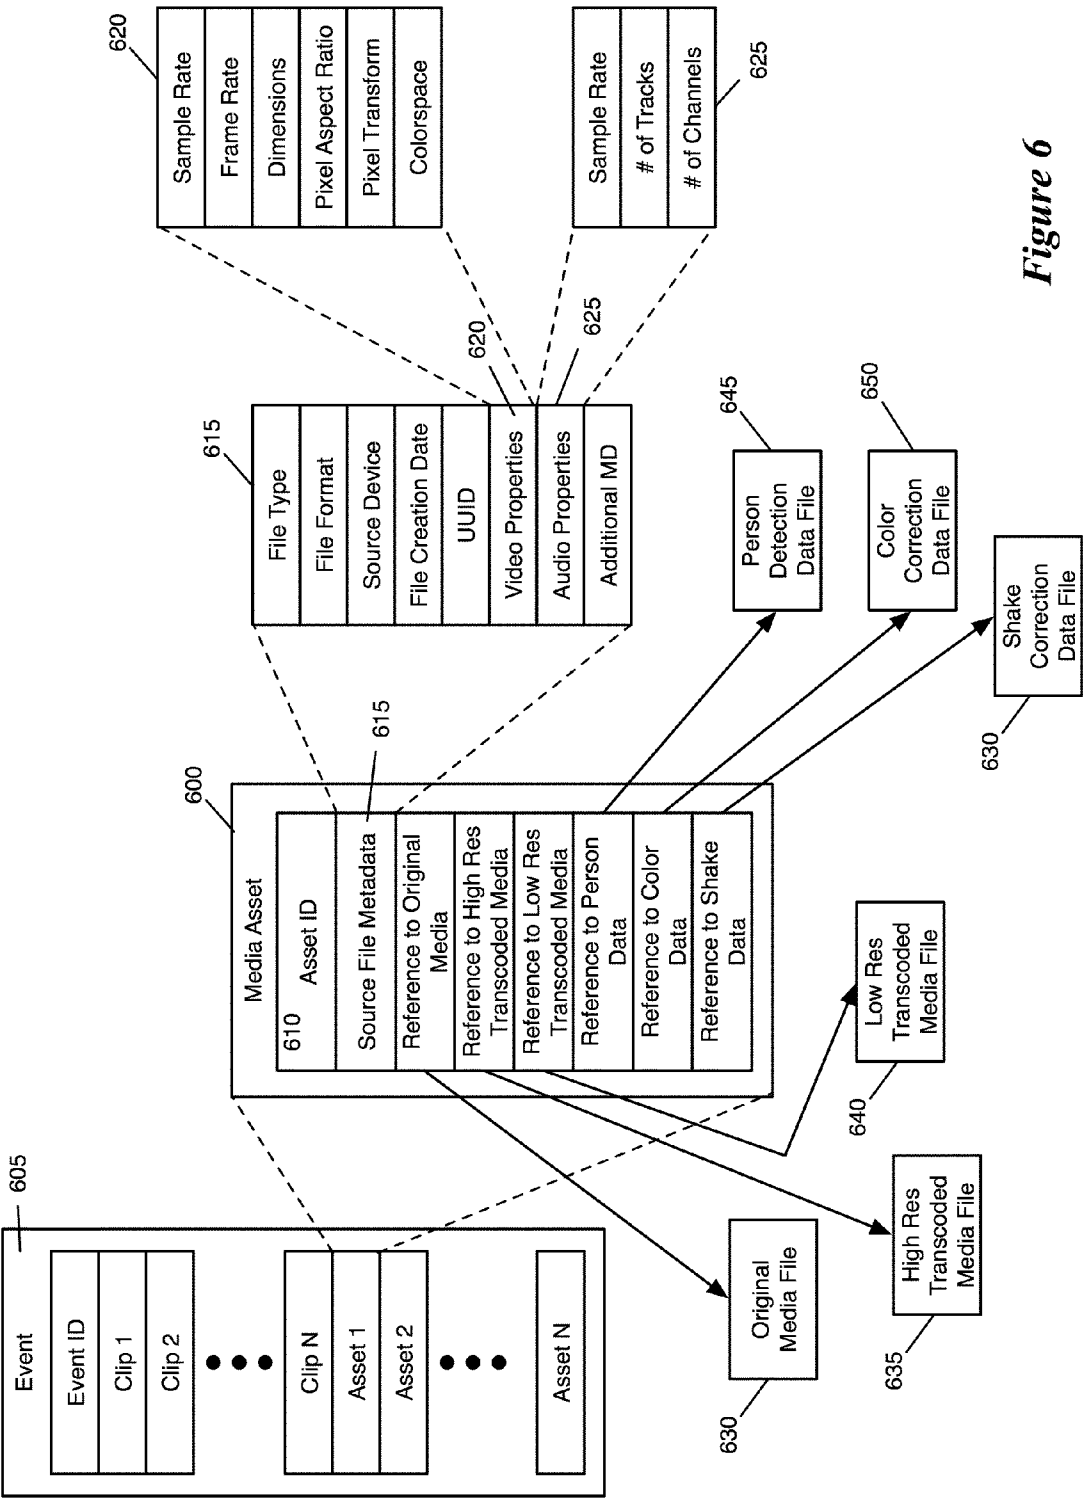 Event
605
Event ID
Clip 1
Clip 2
Clip N
Asset 1
Asset 2
Asset N
600
Media Asset
610
Asset ID
Source File Metadata
615
Reference to Original
Media
Reference to High Res
Transcoded Media
Reference to Low Res
Transcoded Media
Reference to Person
Data
Reference to Color
Data
Reference to Shake
Data
615
File Type
File Format
Source Device
File Creation Date
UUID
Video Properties
620
Audio Properties
625
Additional MD
620
Sample Rate
Frame Rate
Dimensions
Pixel Aspect Ratio
Pixel Transform
Colorspace
Sample Rate
# of Tracks
# of Channels
625
Original
Media File
630
High Res
Transcoded
Media File
635
Low Res
Transcoded
Media File
640
Person
Detection
Data File
645
Color
Correction
Data File
650
Shake
Correction
Data File
630
Figure 6